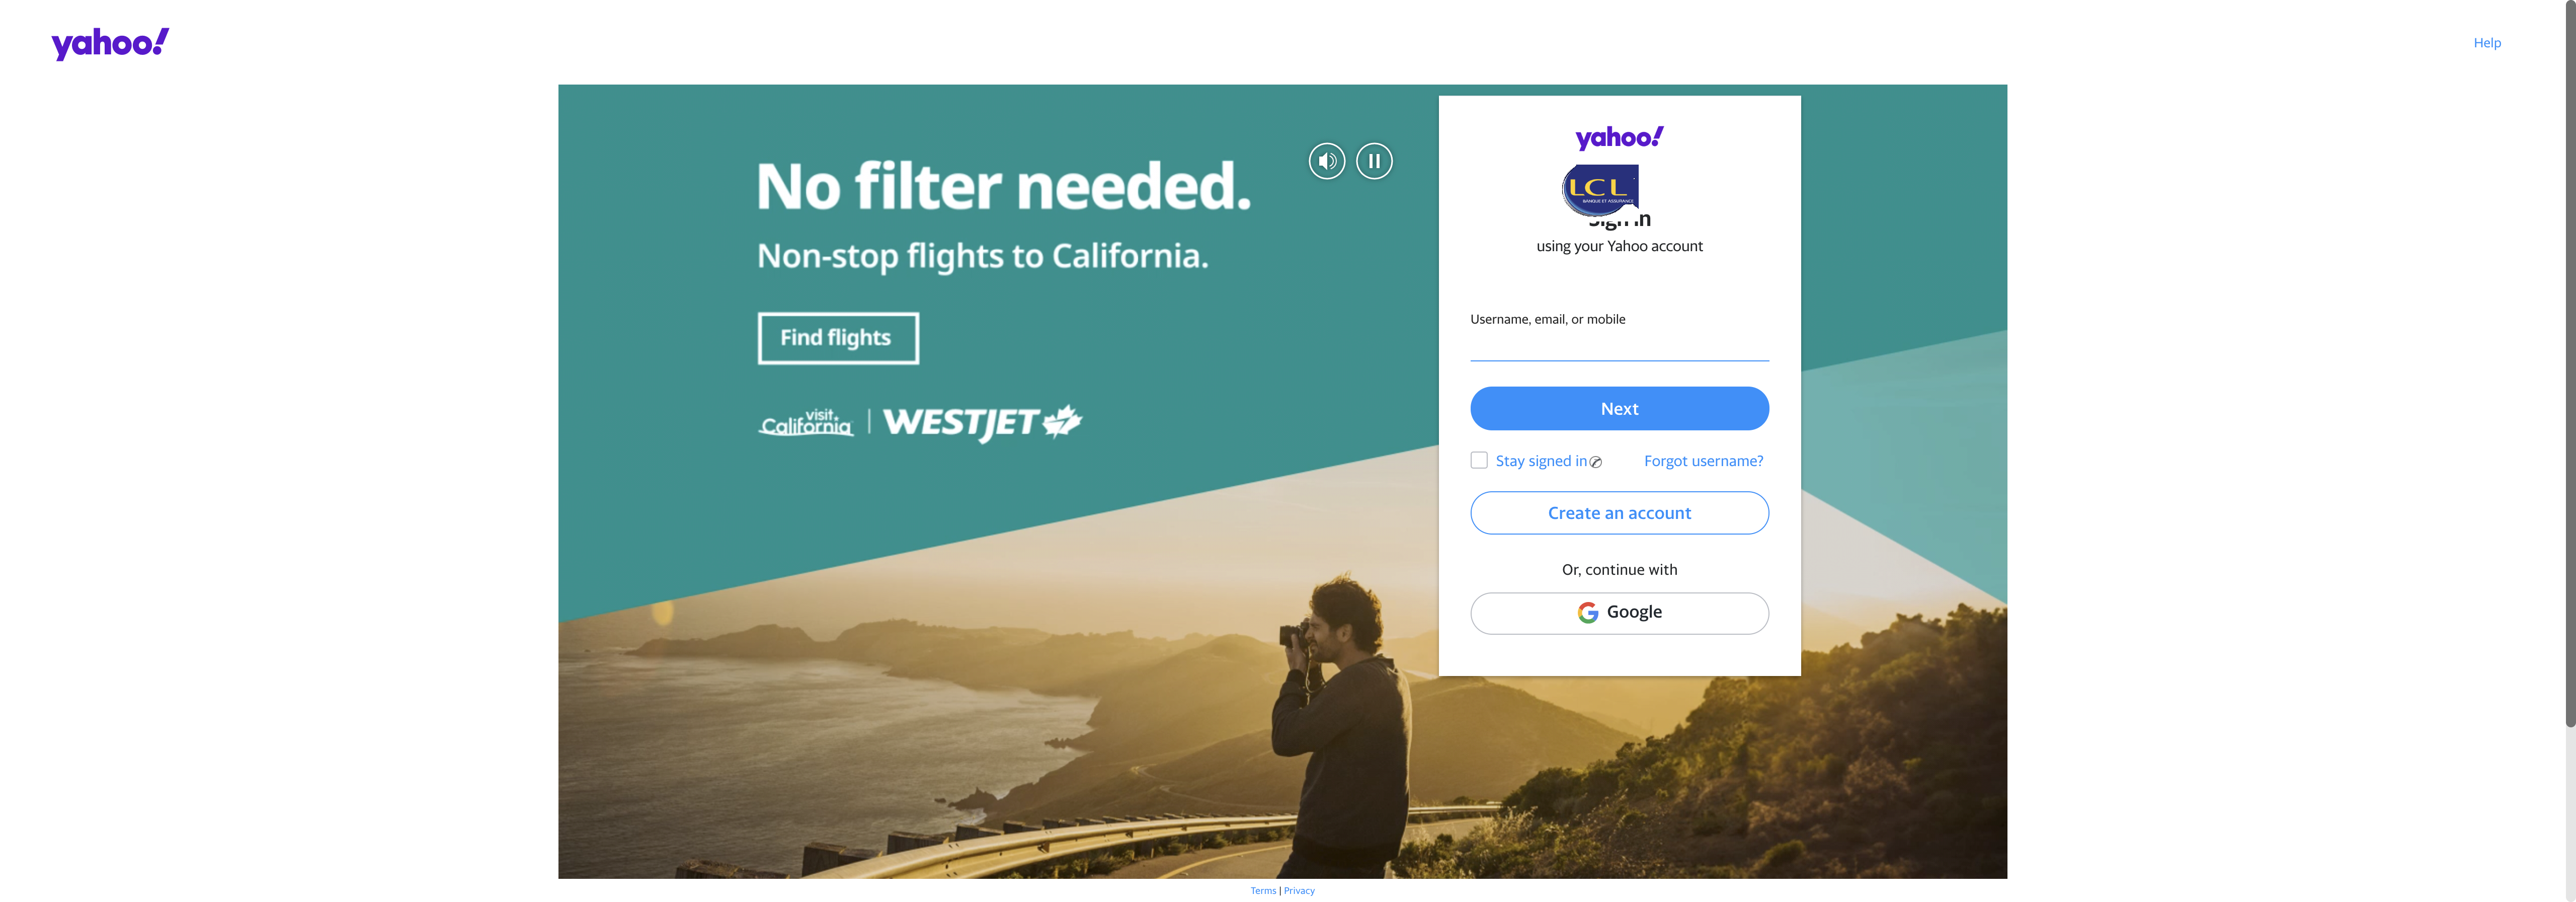 yahoo!
Help
No filter needed.
Non-stop flights to California.
Find flights
visit
California
WESTJET
yahoo!
LCL
BANQUE ET ASSURANCE
Sign in
using your Yahoo account
Username, email, or mobile
Next
Stay signed in
Forgot username?
Create an account
Or, continue with
Google
Terms | Privacy